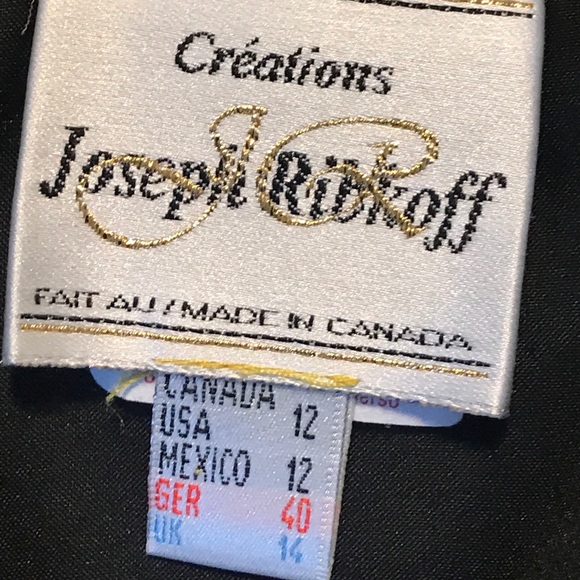 Créations
Joseph Ribkoff
FAIT AU / MADE IN CANADA
CANADA
USA 12
MEXICO 12
GER 40
UK 14